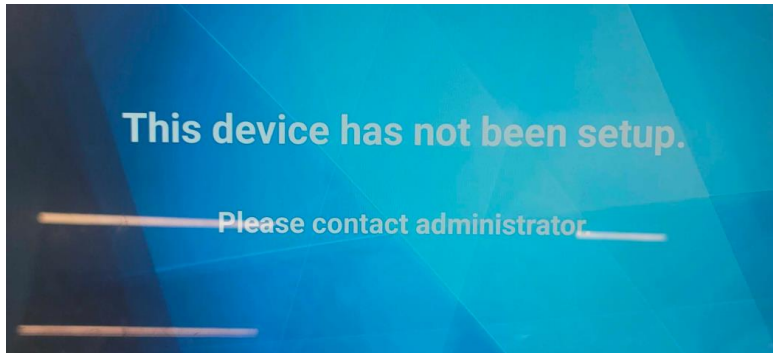 This device has not been setup.
Please contact administrator.